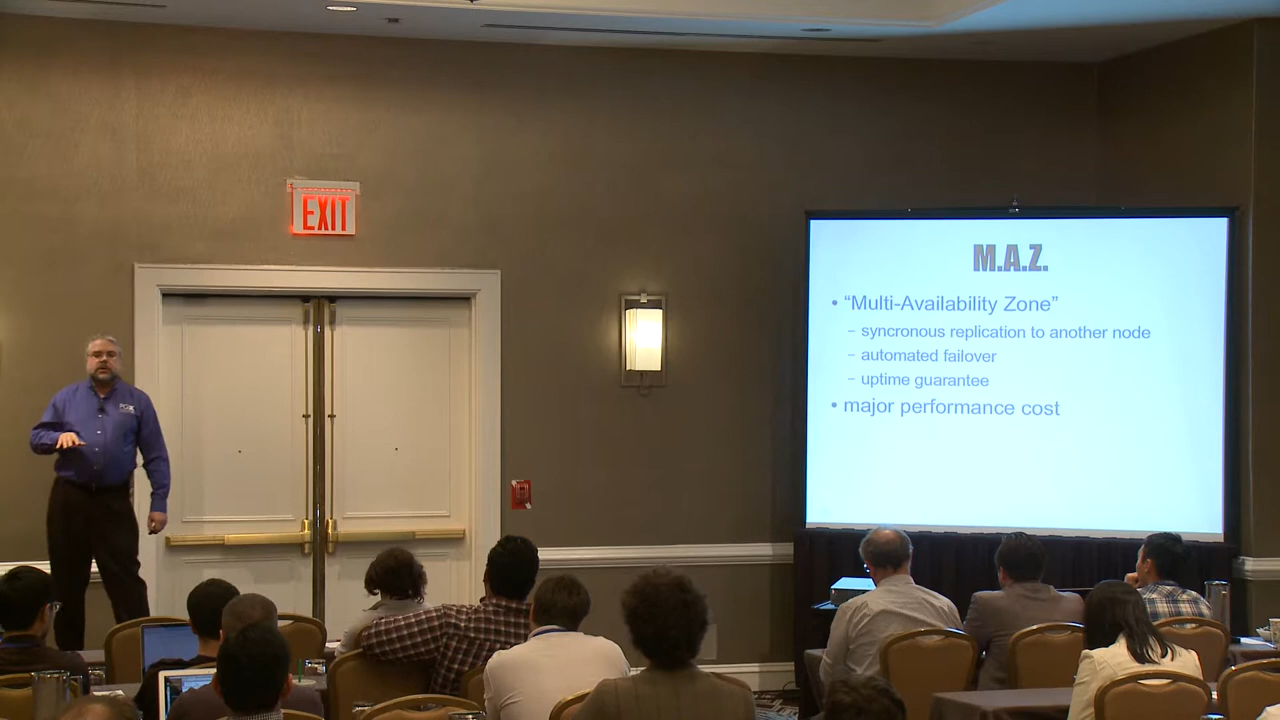 EXIT
M.A.Z.
• “Multi-Availability Zone”
– syncronous replication to another node
– automated failover
– uptime guarantee
• major performance cost